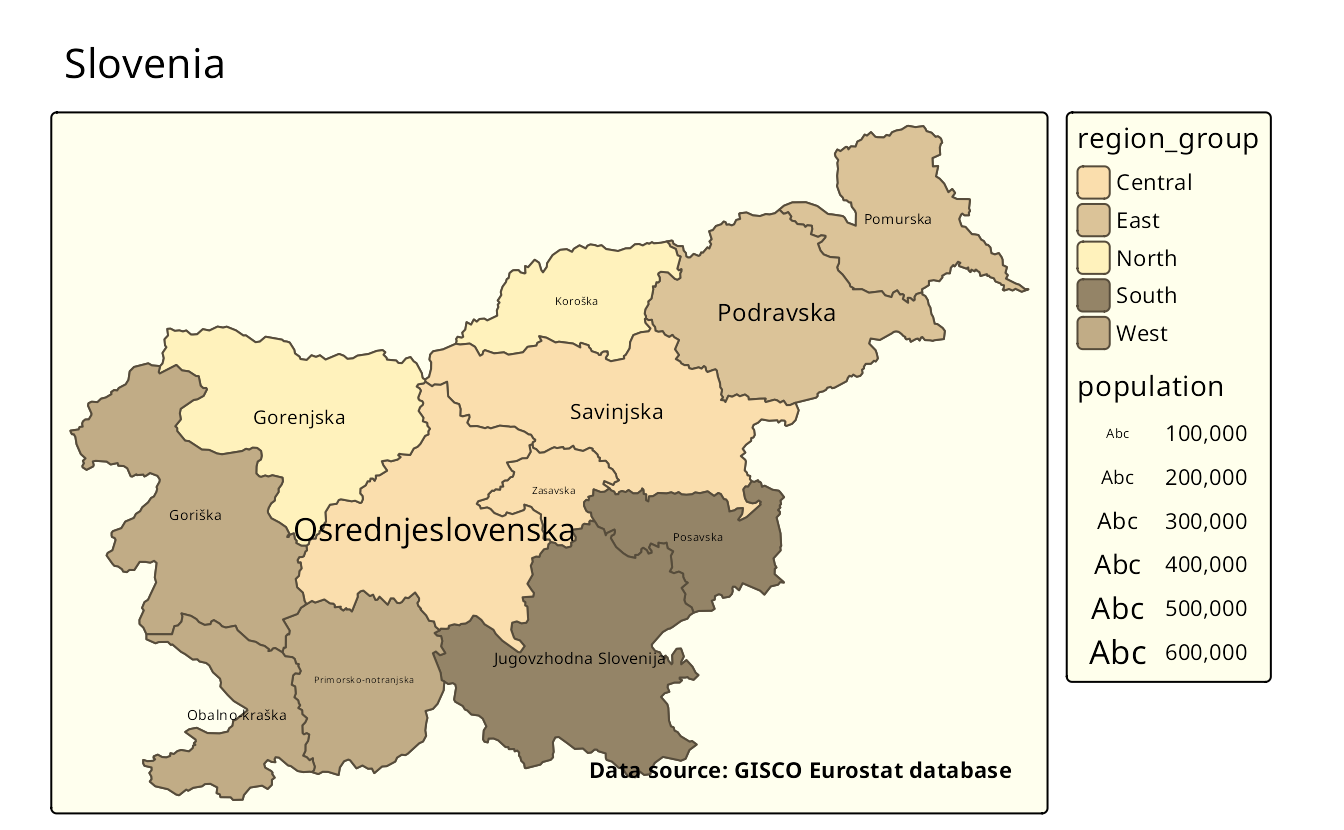 Slovenia
region_group
Central
East
North
South
West
population
Abc 100,000
Abc 200,000
Abc 300,000
Abc 400,000
Abc 500,000
Abc 600,000
Pomurska
Koroška
Podravska
Gorenjska
Savinjska
Zasavska
Goriška
Osrednjeslovenska
Posavska
Jugovzhodna Slovenija
Primorsko-notranjska
Obalno-kraška
Data source: GISCO Eurostat database